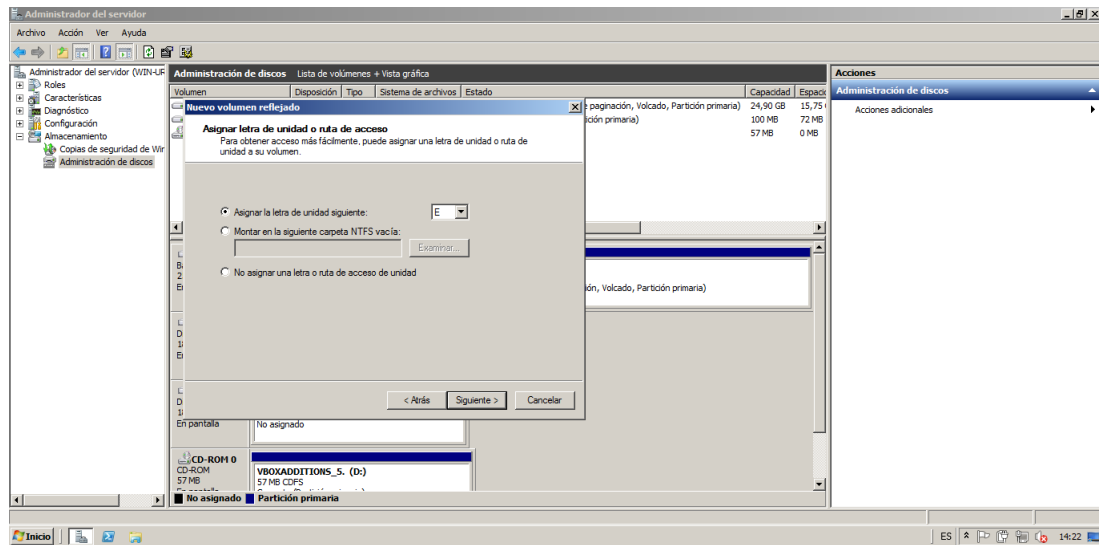 Administrador del servidor
Archivo Acción Ver Ayuda
Administrador del servidor (WIN-UR
Roles
Características
Diagnóstico
Configuración
Almacenamiento
Copias de seguridad de Wir
Administración de discos
Administración de discos Lista de volúmenes + Vista gráfica
Volumen Disposición Tipo Sistema de archivos Estado Capacidad Espaci
paginación, Volcado, Partición primaria) 24,90 GB 15,75
ición primaria) 100 MB 72 MB
57 MB 0 MB
Nuevo volumen reflejado
Asignar letra de unidad o ruta de acceso
Para obtener acceso más fácilmente, puede asignar una letra de unidad o ruta de
unidad a su volumen.
Asignar la letra de unidad siguiente: E
Montar en la siguiente carpeta NTFS vacía:
Examinar...
No asignar una letra o ruta de acceso de unidad
< Atrás Siguiente > Cancelar
ión, Volcado, Partición primaria)
En pantalla No asignado
CD-ROM 0
CD-ROM
57 MB
VBOXADDITIONS_5. (D:)
57 MB CDFS
No asignado Partición primaria
Acciones
Administración de discos
Acciones adicionales
Inicio ES 14:22